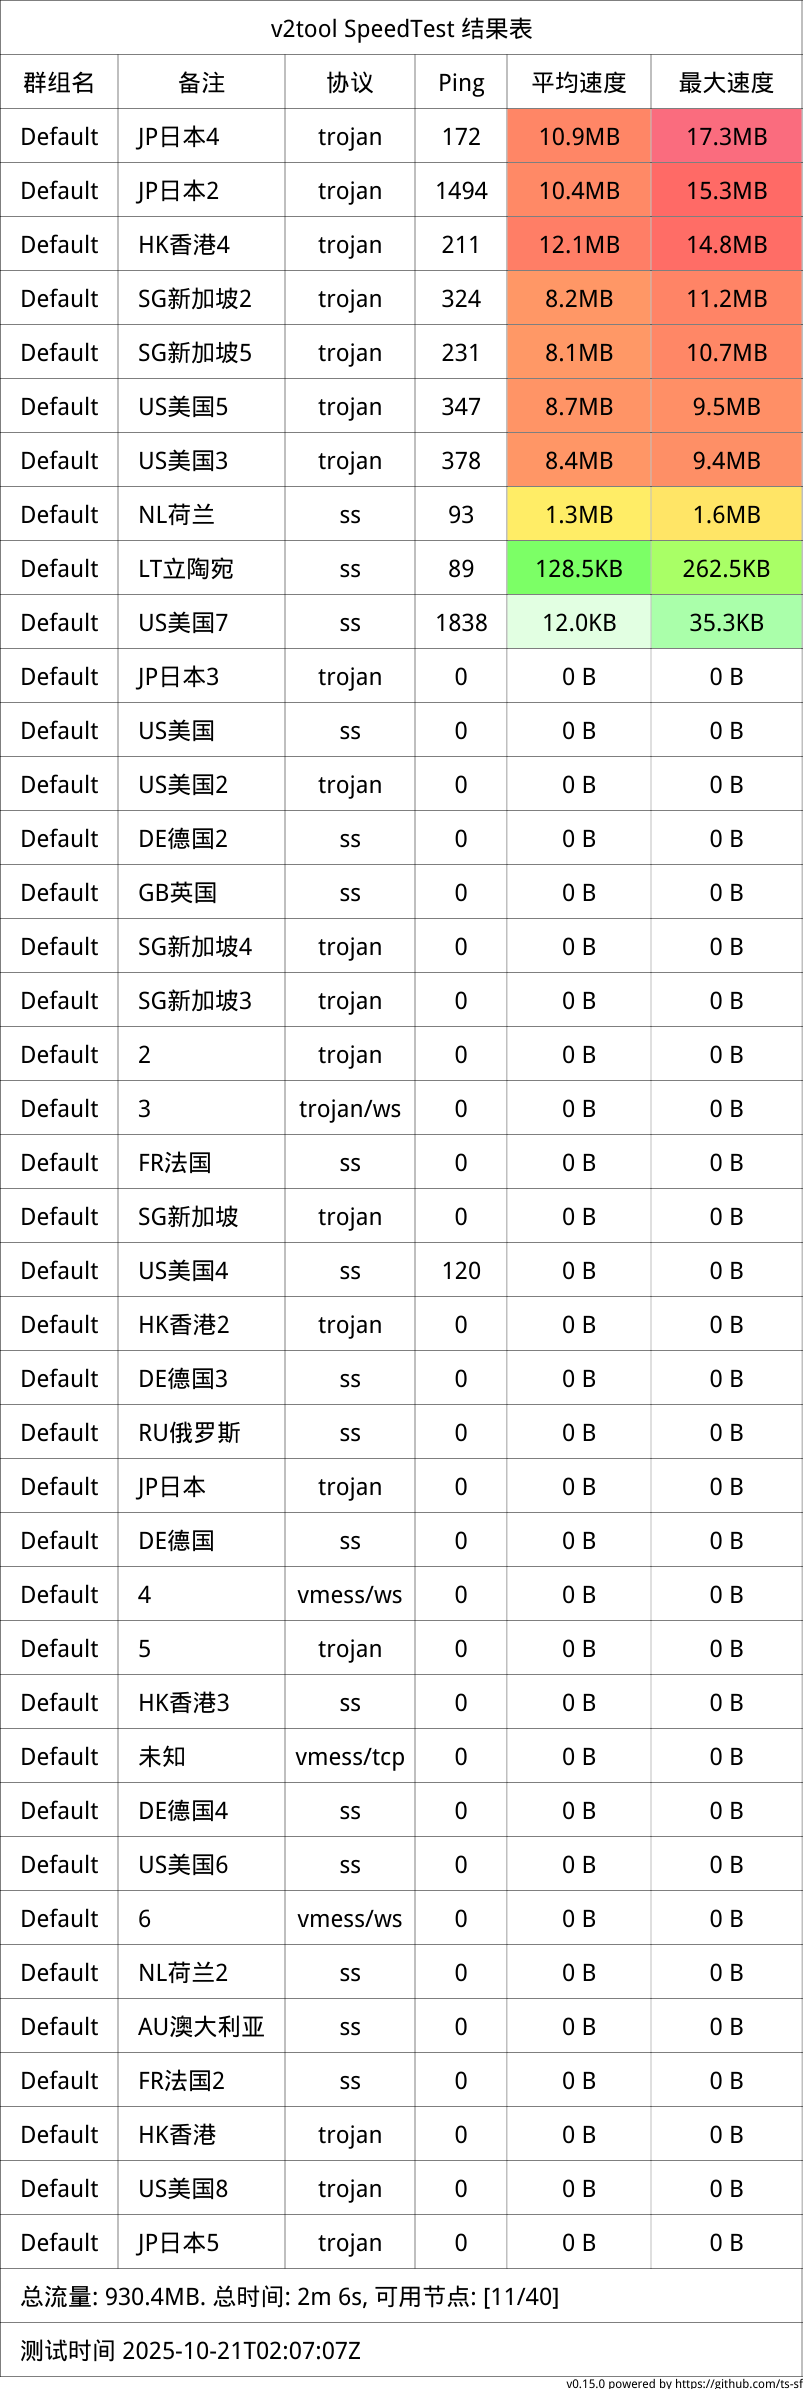 v2tool SpeedTest 结果表
群组名 备注 协议 Ping 平均速度 最大速度
Default JP日本4 trojan 172 10.9MB 17.3MB
Default JP日本2 trojan 1494 10.4MB 15.3MB
Default HK香港4 trojan 211 12.1MB 14.8MB
Default SG新加坡2 trojan 324 8.2MB 11.2MB
Default SG新加坡5 trojan 231 8.1MB 10.7MB
Default US美国5 trojan 347 8.7MB 9.5MB
Default US美国3 trojan 378 8.4MB 9.4MB
Default NL荷兰 ss 93 1.3MB 1.6MB
Default LT立陶宛 ss 89 128.5KB 262.5KB
Default US美国7 ss 1838 12.0KB 35.3KB
Default JP日本3 trojan 0 0 B 0 B
Default US美国 ss 0 0 B 0 B
Default US美国2 trojan 0 0 B 0 B
Default DE德国2 ss 0 0 B 0 B
Default GB英国 ss 0 0 B 0 B
Default SG新加坡4 trojan 0 0 B 0 B
Default SG新加坡3 trojan 0 0 B 0 B
Default 2 trojan 0 0 B 0 B
Default 3 trojan/ws 0 0 B 0 B
Default FR法国 ss 0 0 B 0 B
Default SG新加坡 trojan 0 0 B 0 B
Default US美国4 ss 120 0 B 0 B
Default HK香港2 trojan 0 0 B 0 B
Default DE德国3 ss 0 0 B 0 B
Default RU俄罗斯 ss 0 0 B 0 B
Default JP日本 trojan 0 0 B 0 B
Default DE德国 ss 0 0 B 0 B
Default 4 vmess/ws 0 0 B 0 B
Default 5 trojan 0 0 B 0 B
Default HK香港3 ss 0 0 B 0 B
Default 未知 vmess/tcp 0 0 B 0 B
Default DE德国4 ss 0 0 B 0 B
Default US美国6 ss 0 0 B 0 B
Default 6 vmess/ws 0 0 B 0 B
Default NL荷兰2 ss 0 0 B 0 B
Default AU澳大利亚 ss 0 0 B 0 B
Default FR法国2 ss 0 0 B 0 B
Default HK香港 trojan 0 0 B 0 B
Default US美国8 trojan 0 0 B 0 B
Default JP日本5 trojan 0 0 B 0 B
总流量: 930.4MB. 总时间: 2m 6s, 可用节点: [11/40]
测试时间 2025-10-21T02:07:07Z
v0.15.0 powered by https://github.com/ts-sf